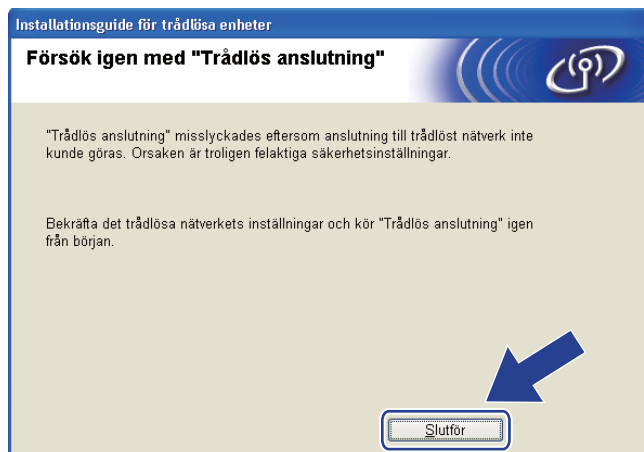 Installationsguide för trådlösa enheter
Försök igen med "Trådlös anslutning"
"Trådlös anslutning" misslyckades eftersom anslutning till trådlöst nätverk inte
kunde göras. Orsaken är troligen felaktiga säkerhetsinställningar.
Bekräfta det trådlösa nätverkets inställningar och kör "Trådlös anslutning" igen
från början.
Slutför